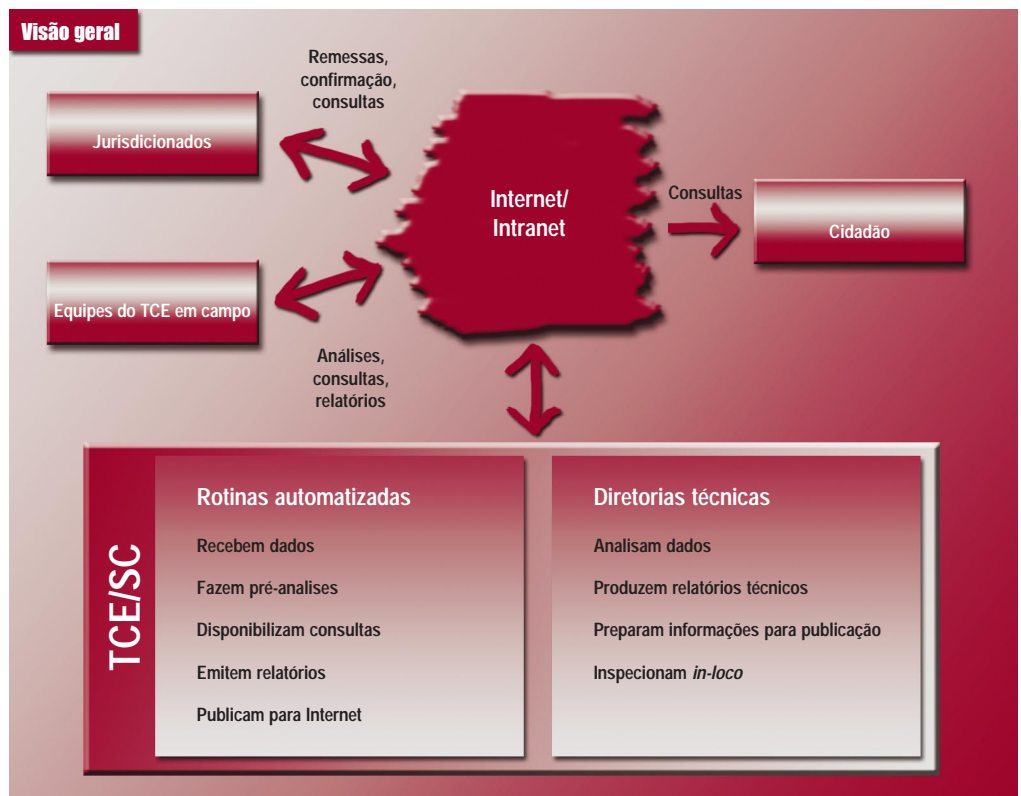 Visão geral
Remessas,
confirmação,
consultas
Jurisdicionados
Internet/
Intranet
Consultas
Cidadão
Equipes do TCE em campo
Análises,
consultas,
relatórios
TCE/SC
Rotinas automatizadas
Recebem dados
Fazem pré-analises
Disponibilizam consultas
Emitem relatórios
Publicam para Internet
Diretorias técnicas
Analisam dados
Produzem relatórios técnicos
Preparam informações para publicação
Inspecionam in-loco